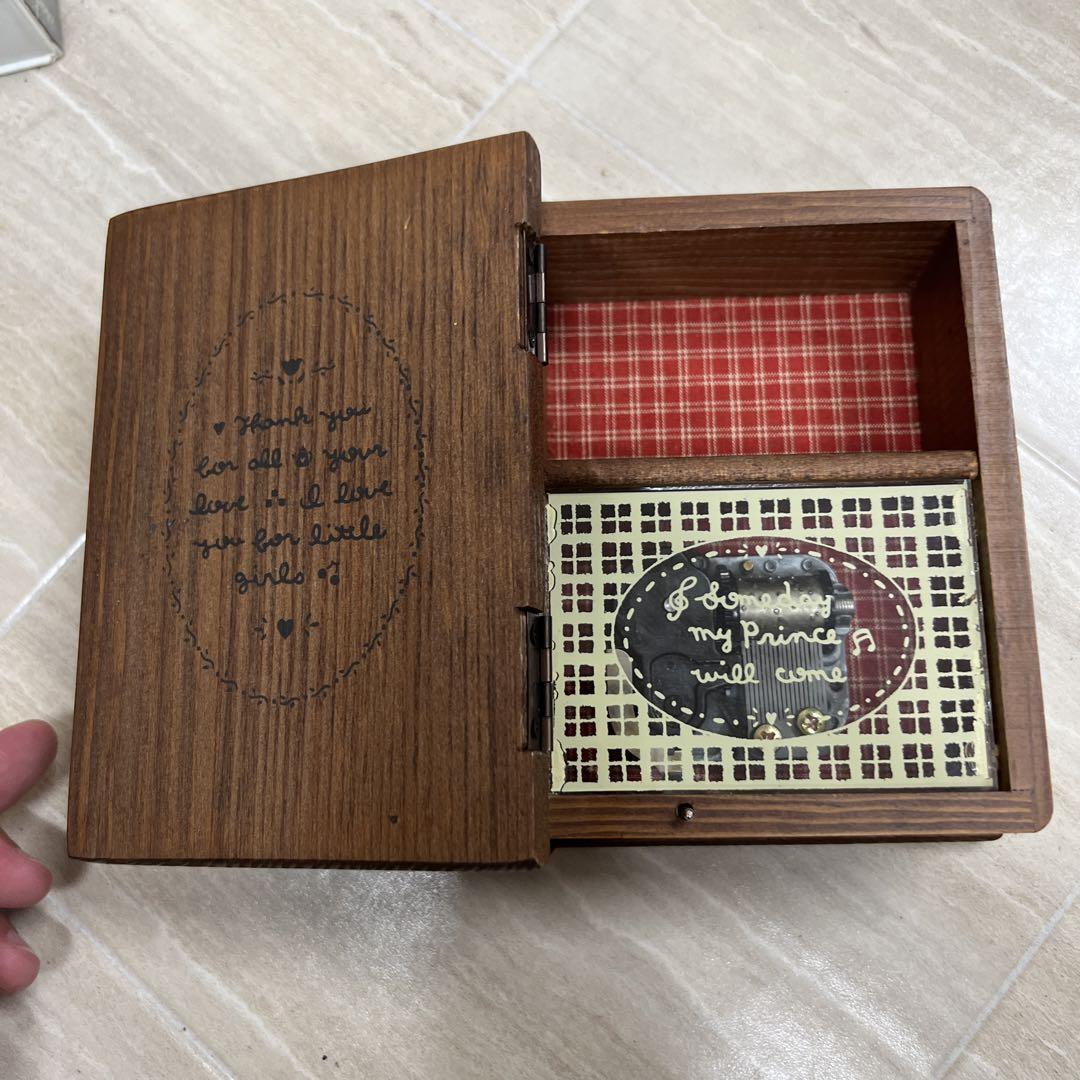 Thank you
for all your
love I love
you for little
girls
Someday
my Prince
will come